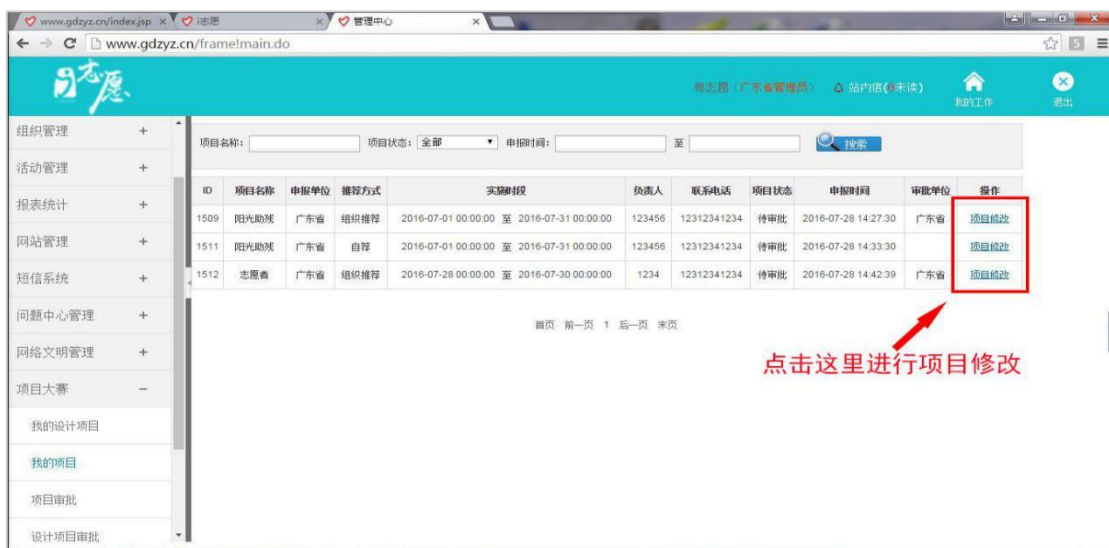 www.gdzyz.cn/index.jsp
i志愿
管理中心
www.gdzyz.cn/frame!main.do
i志愿
粤志愿（广东省管理员） 站内信(0未读) 我的工作 退出
组织管理 +
活动管理 +
报表统计 +
网站管理 +
短信系统 +
问题中心管理 +
网络文明管理 +
项目大赛 −
我的设计项目
我的项目
项目审批
设计项目审批
项目名称： 项目状态：全部 申报时间： 至 搜索
ID 项目名称 申报单位 推荐方式 实施时段 负责人 联系电话 项目状态 申报时间 审批单位 操作
1509 阳光助残 广东省 组织推荐 2016-07-01 00:00:00 至 2016-07-31 00:00:00 123456 12312341234 待审批 2016-07-28 14:27:30 广东省 项目修改
1511 阳光助残 广东省 自荐 2016-07-01 00:00:00 至 2016-07-31 00:00:00 123456 12312341234 待审批 2016-07-28 14:33:30 项目修改
1512 志愿者 广东省 组织推荐 2016-07-28 00:00:00 至 2016-07-30 00:00:00 1234 12312341234 待审批 2016-07-28 14:42:39 广东省 项目修改
首页 前一页 1 后一页 末页
点击这里进行项目修改